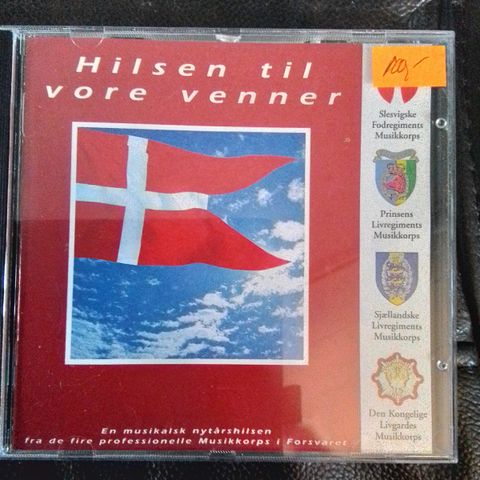 Hilsen til
vore venner
100,-
Slesvigske
Fodregiments
Musikkorps
Prinsens
Livregiments
Musikkorps
Sjællandske
Livregiments
Musikkorps
Den Kongelige
Livgardes
Musikkorps
En musikalsk nytårshilsen
fra de fire professionelle Musikkorps i Forsvaret